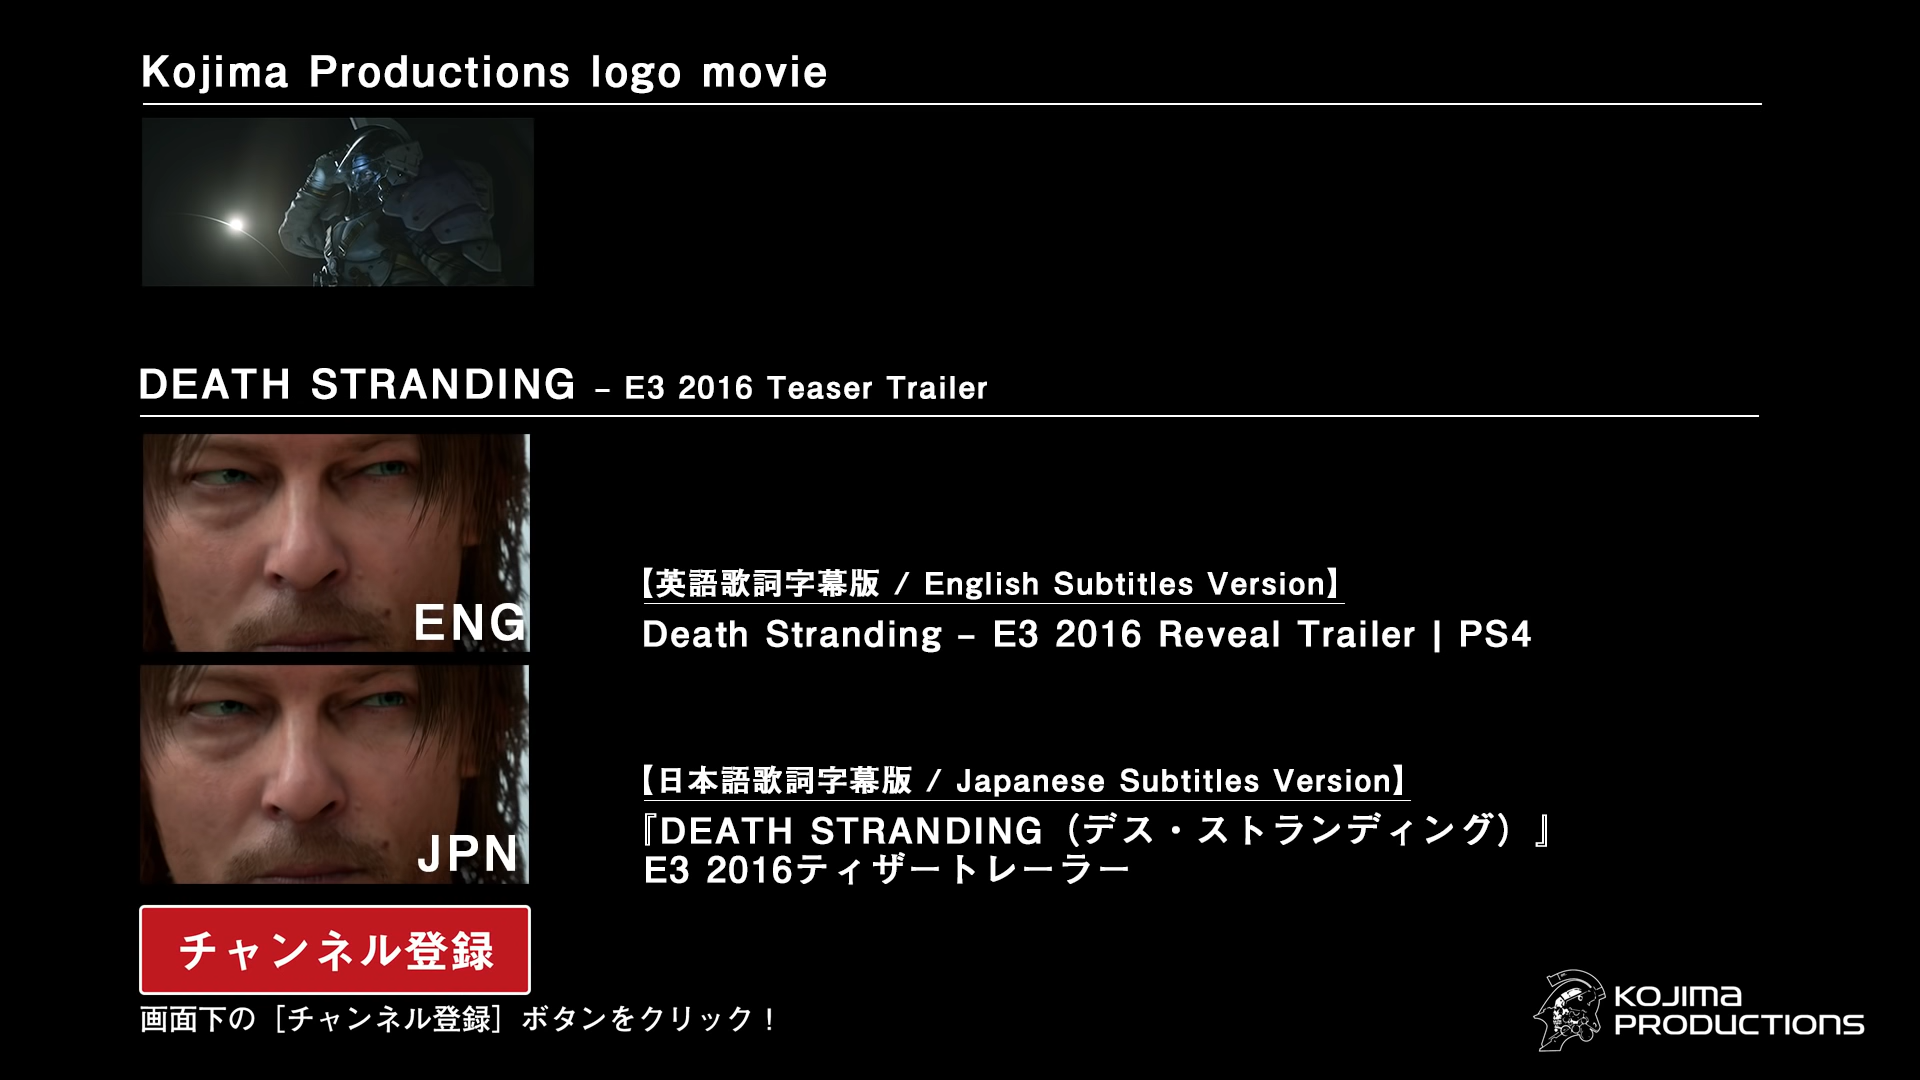 Kojima Productions logo movie
DEATH STRANDING – E3 2016 Teaser Trailer
ENG
【英語歌詞字幕版 / English Subtitles Version】
Death Stranding – E3 2016 Reveal Trailer | PS4
JPN
【日本語歌詞字幕版 / Japanese Subtitles Version】
『DEATH STRANDING（デス・ストランディング）』
E3 2016ティザートレーラー
チャンネル登録
画面下の［チャンネル登録］ボタンをクリック！
KOJIMA
PRODUCTIONS